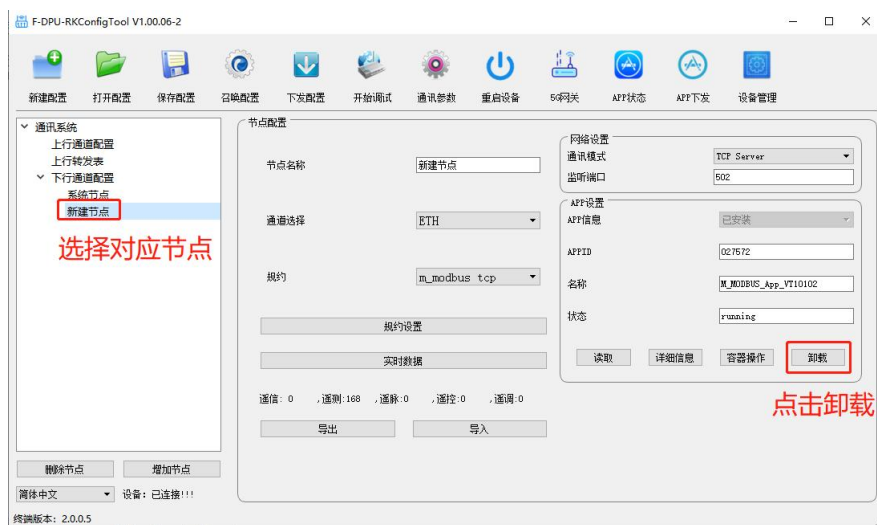 F-DPU-RKConfigTool V1.00.06-2
新建配置 打开配置 保存配置 召唤配置 下发配置 开始调试 通讯参数 重启设备 5G网关 APP状态 APP下发 设备管理
通讯系统
上行通道配置
上行转发表
下行通道配置
系统节点
新建节点
选择对应节点
删除节点 增加节点
简体中文 设备: 已连接!!!
终端版本: 2.0.0.5
节点配置
节点名称 新建节点
通道选择 ETH
规约 m_modbus tcp
规约设置
实时数据
遥信: 0 ,遥测:168 ,遥脉:0 ,遥控:0 ,遥调:0
导出 导入
网络设置
通讯模式 TCP Server
监听端口 502
APP设置
APP信息 已安装
APPID 027572
名称 M_MODBUS_App_VT10102
状态 running
读取 详细信息 容器操作 卸载
点击卸载